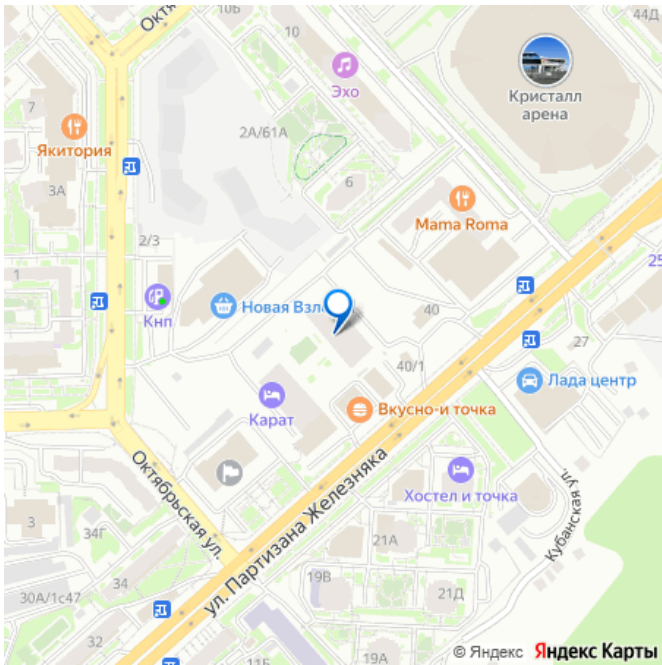 Октя
10Б
44Д
Эхо
Кристалл
арена
7
Якитория
2А/61А
6
3А
Mama Roma
2/3
1
25
Кнп
Новая Взл
40
27
40/1
Лада центр
Карат
Вкусно-и точка
Октябрьская ул.
ул. Партизана Железняка
Хостел и точка
Кубанская ул.
3
34Г
21А
34
19В
21Д
30А/1с47
32
11Б
19А
© Яндекс Яндекс Карты